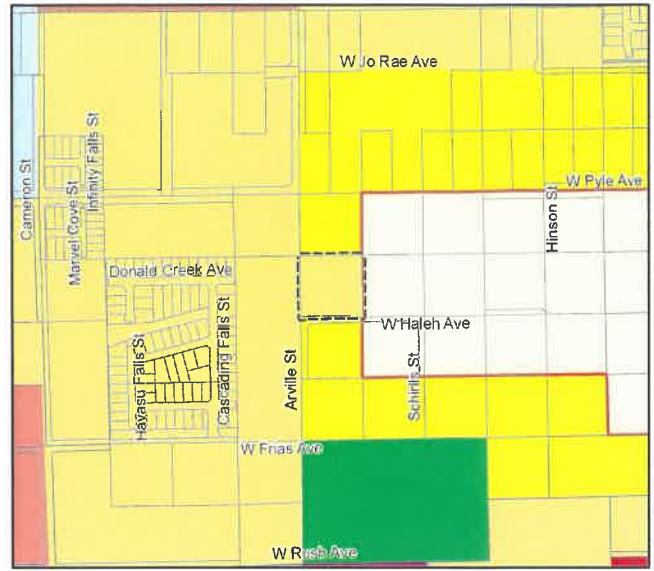 W Jo Rae Ave
W Pyle Ave
Cameron St
Marvel Cove St
Infinity Falls St
Hinson St
Donald Creek Ave
W Haleh Ave
Hayasu Falls St
Cascading Falls St
Arville St
Schirlls St
W Frias Ave
W Rush Ave